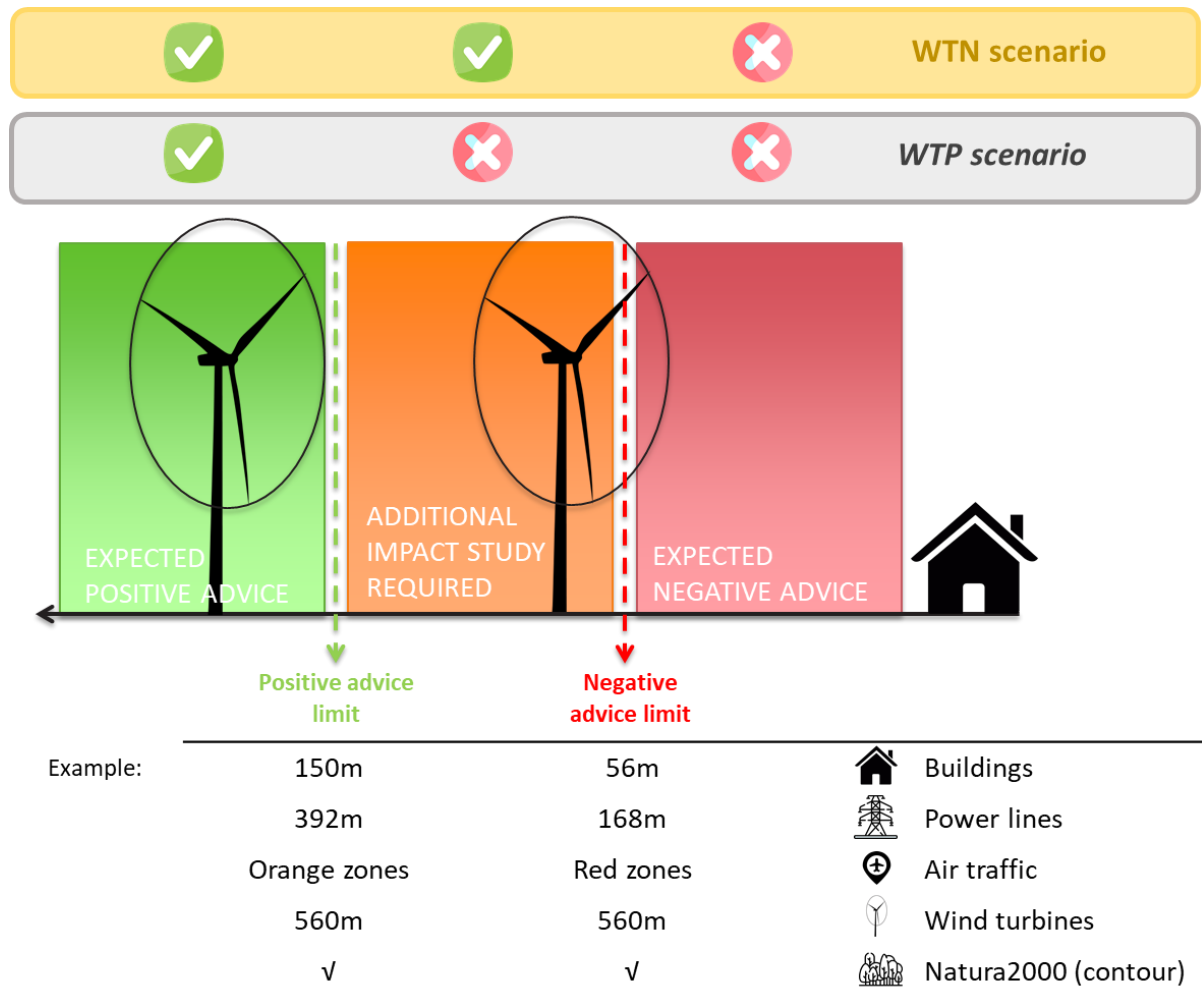 WTN scenario
WTP scenario
EXPECTED
POSITIVE ADVICE
ADDITIONAL
IMPACT STUDY
REQUIRED
EXPECTED
NEGATIVE ADVICE
Positive advice
limit
Negative
advice limit
Example: 150m 56m Buildings
392m 168m Power lines
Orange zones Red zones Air traffic
560m 560m Wind turbines
√ √ Natura2000 (contour)